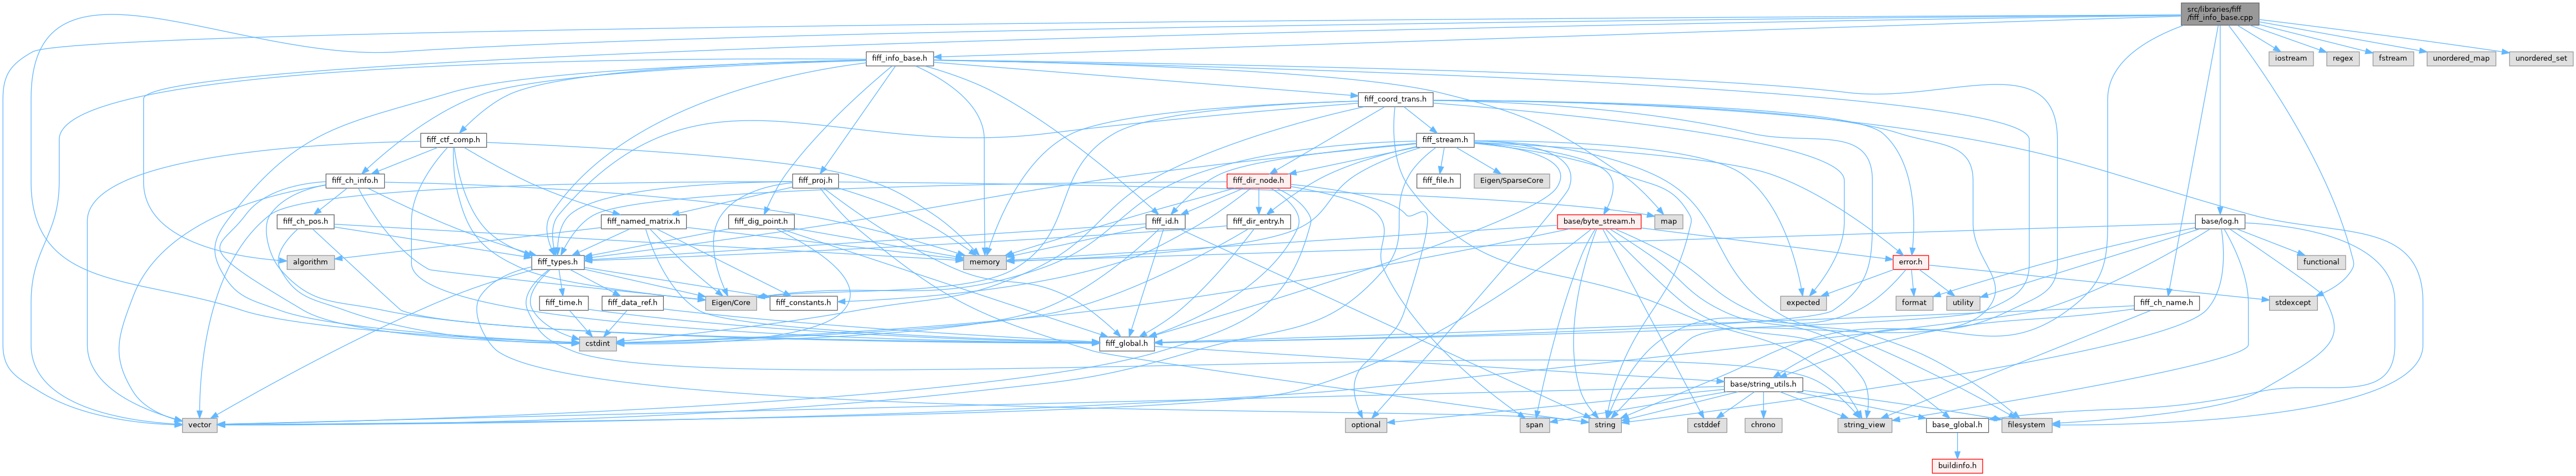 src/libraries/fiff
/fiff_info_base.cpp
fiff_info_base.h
iostream
regex
fstream
unordered_map
unordered_set
fiff_coord_trans.h
fiff_ctf_comp.h
fiff_stream.h
fiff_ch_info.h
fiff_proj.h
fiff_dir_node.h
fiff_file.h
Eigen/SparseCore
fiff_ch_pos.h
fiff_named_matrix.h
fiff_dig_point.h
fiff_id.h
fiff_dir_entry.h
base/byte_stream.h
map
base/log.h
algorithm
fiff_types.h
memory
error.h
functional
fiff_time.h
fiff_data_ref.h
Eigen/Core
fiff_constants.h
expected
format
utility
fiff_ch_name.h
stdexcept
cstdint
fiff_global.h
base/string_utils.h
vector
optional
span
string
cstddef
chrono
string_view
base_global.h
filesystem
buildinfo.h